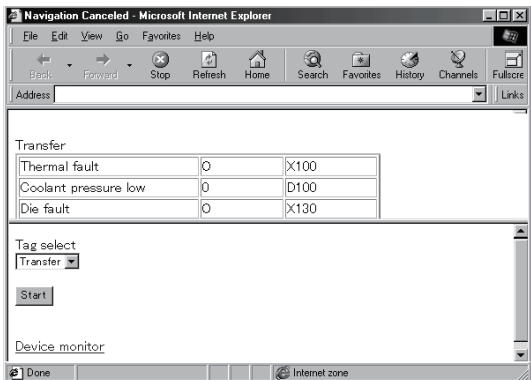 Navigation Canceled - Microsoft Internet Explorer
File Edit View Go Favorites Help
Back Forward Stop Refresh Home Search Favorites History Channels Fullscre
Address Links
Transfer
Thermal fault O X100
Coolant pressure low 0 D100
Die fault O X130
Tag select
Transfer
Start
Device monitor
Done Internet zone